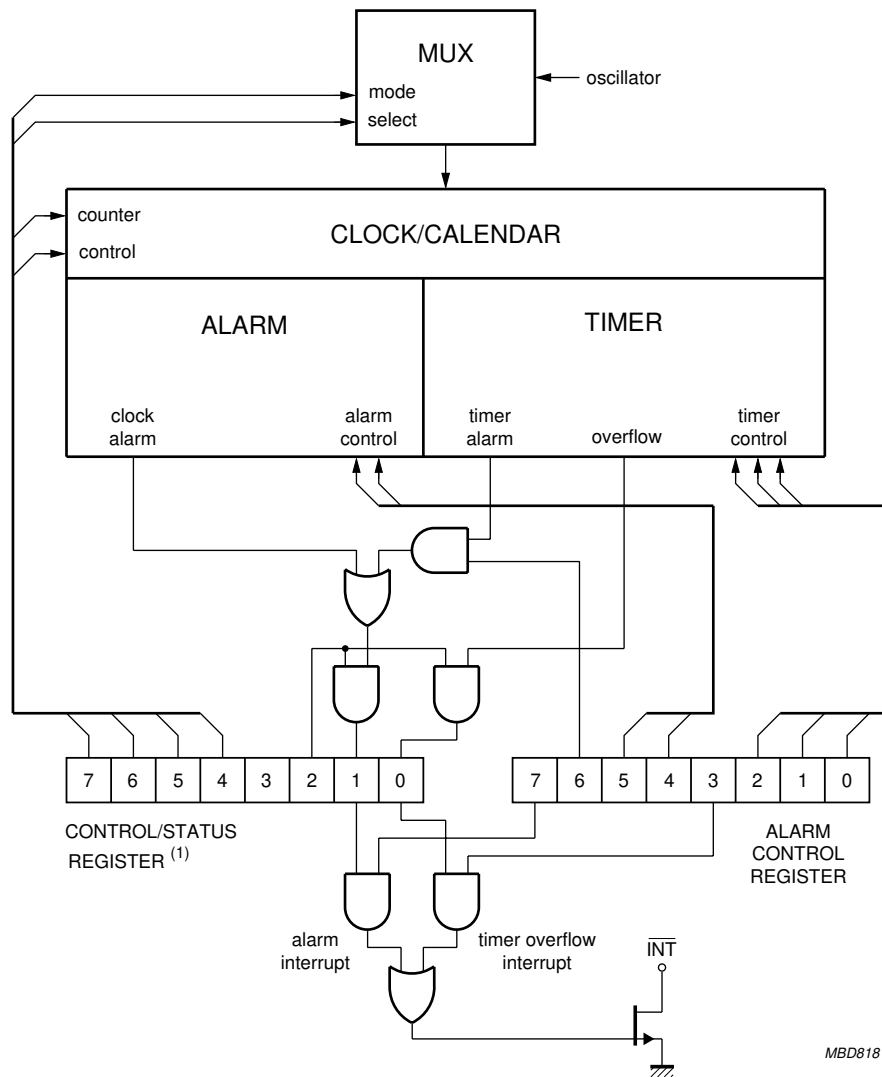 MUX
oscillator
mode
select
counter
CLOCK/CALENDAR
control
ALARM
TIMER
clock
alarm
alarm
control
timer
alarm
overflow
timer
control
7 6 5 4 3 2 1 0
7 6 5 4 3 2 1 0
CONTROL/STATUS
REGISTER (1)
ALARM
CONTROL
REGISTER
alarm
interrupt
timer overflow
interrupt
INT
MBD818